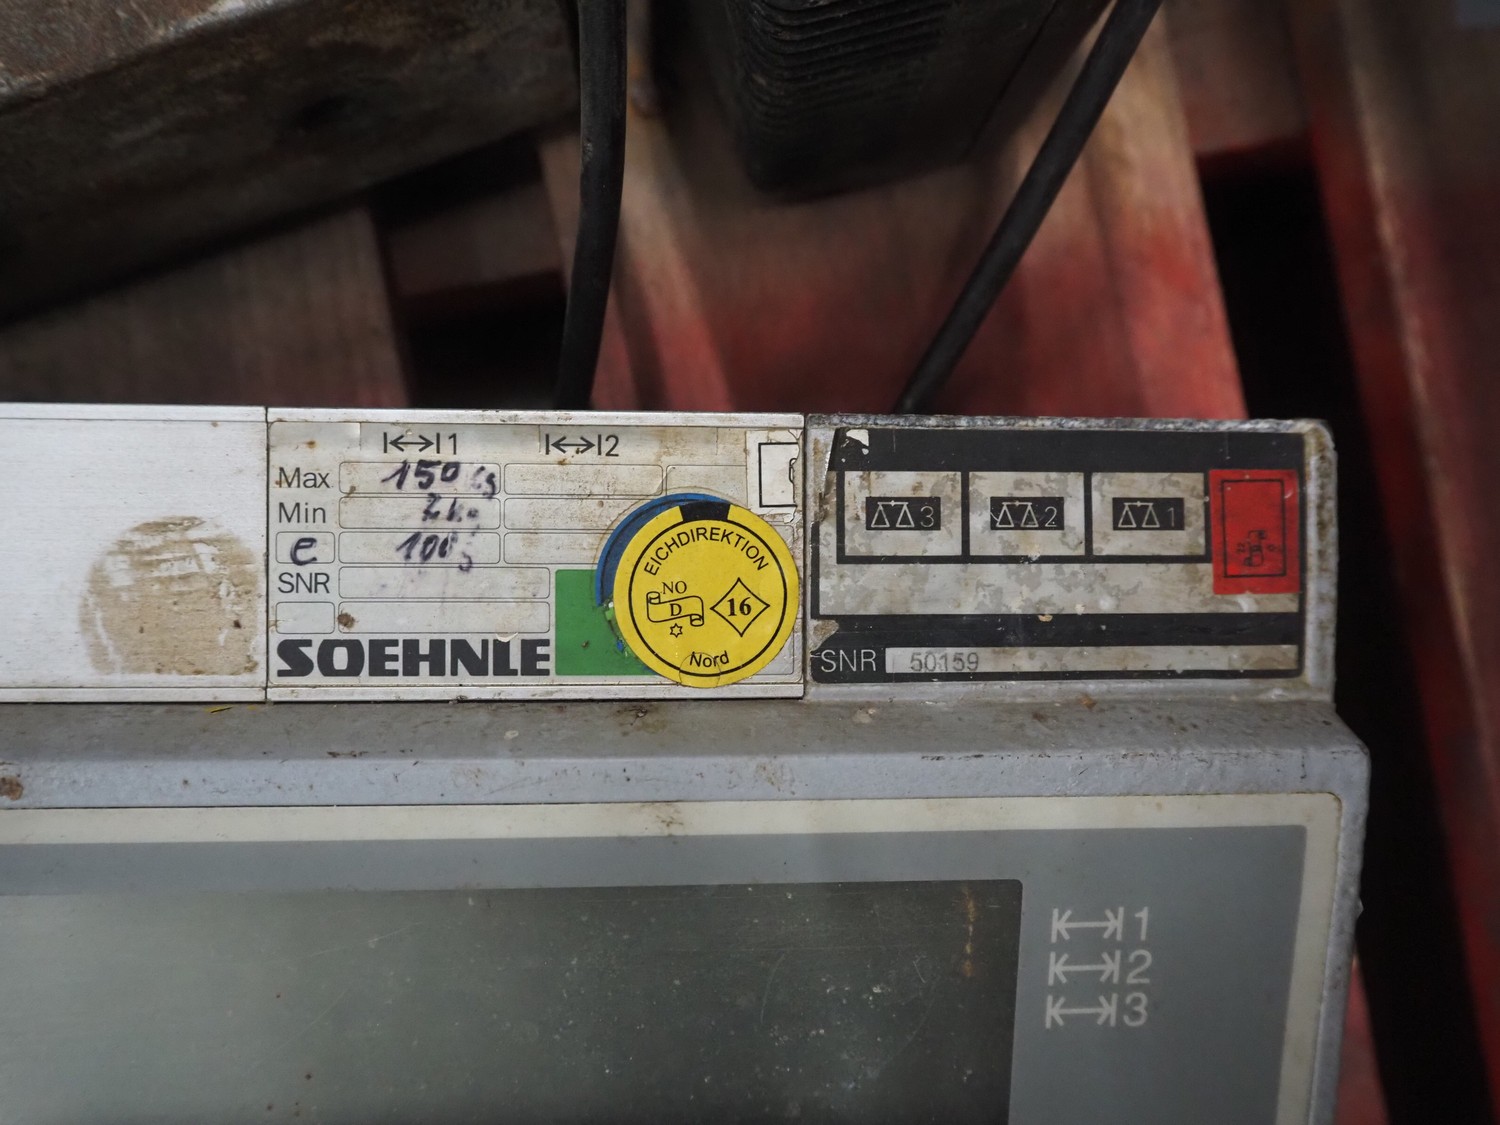 1 2
Max 150 kg
Min 2 kg
e 100g
SNR
SOEHNLE
EICHDIREKTION
NO
D
16
Nord
3 2 1
SNR 50159
1
2
3